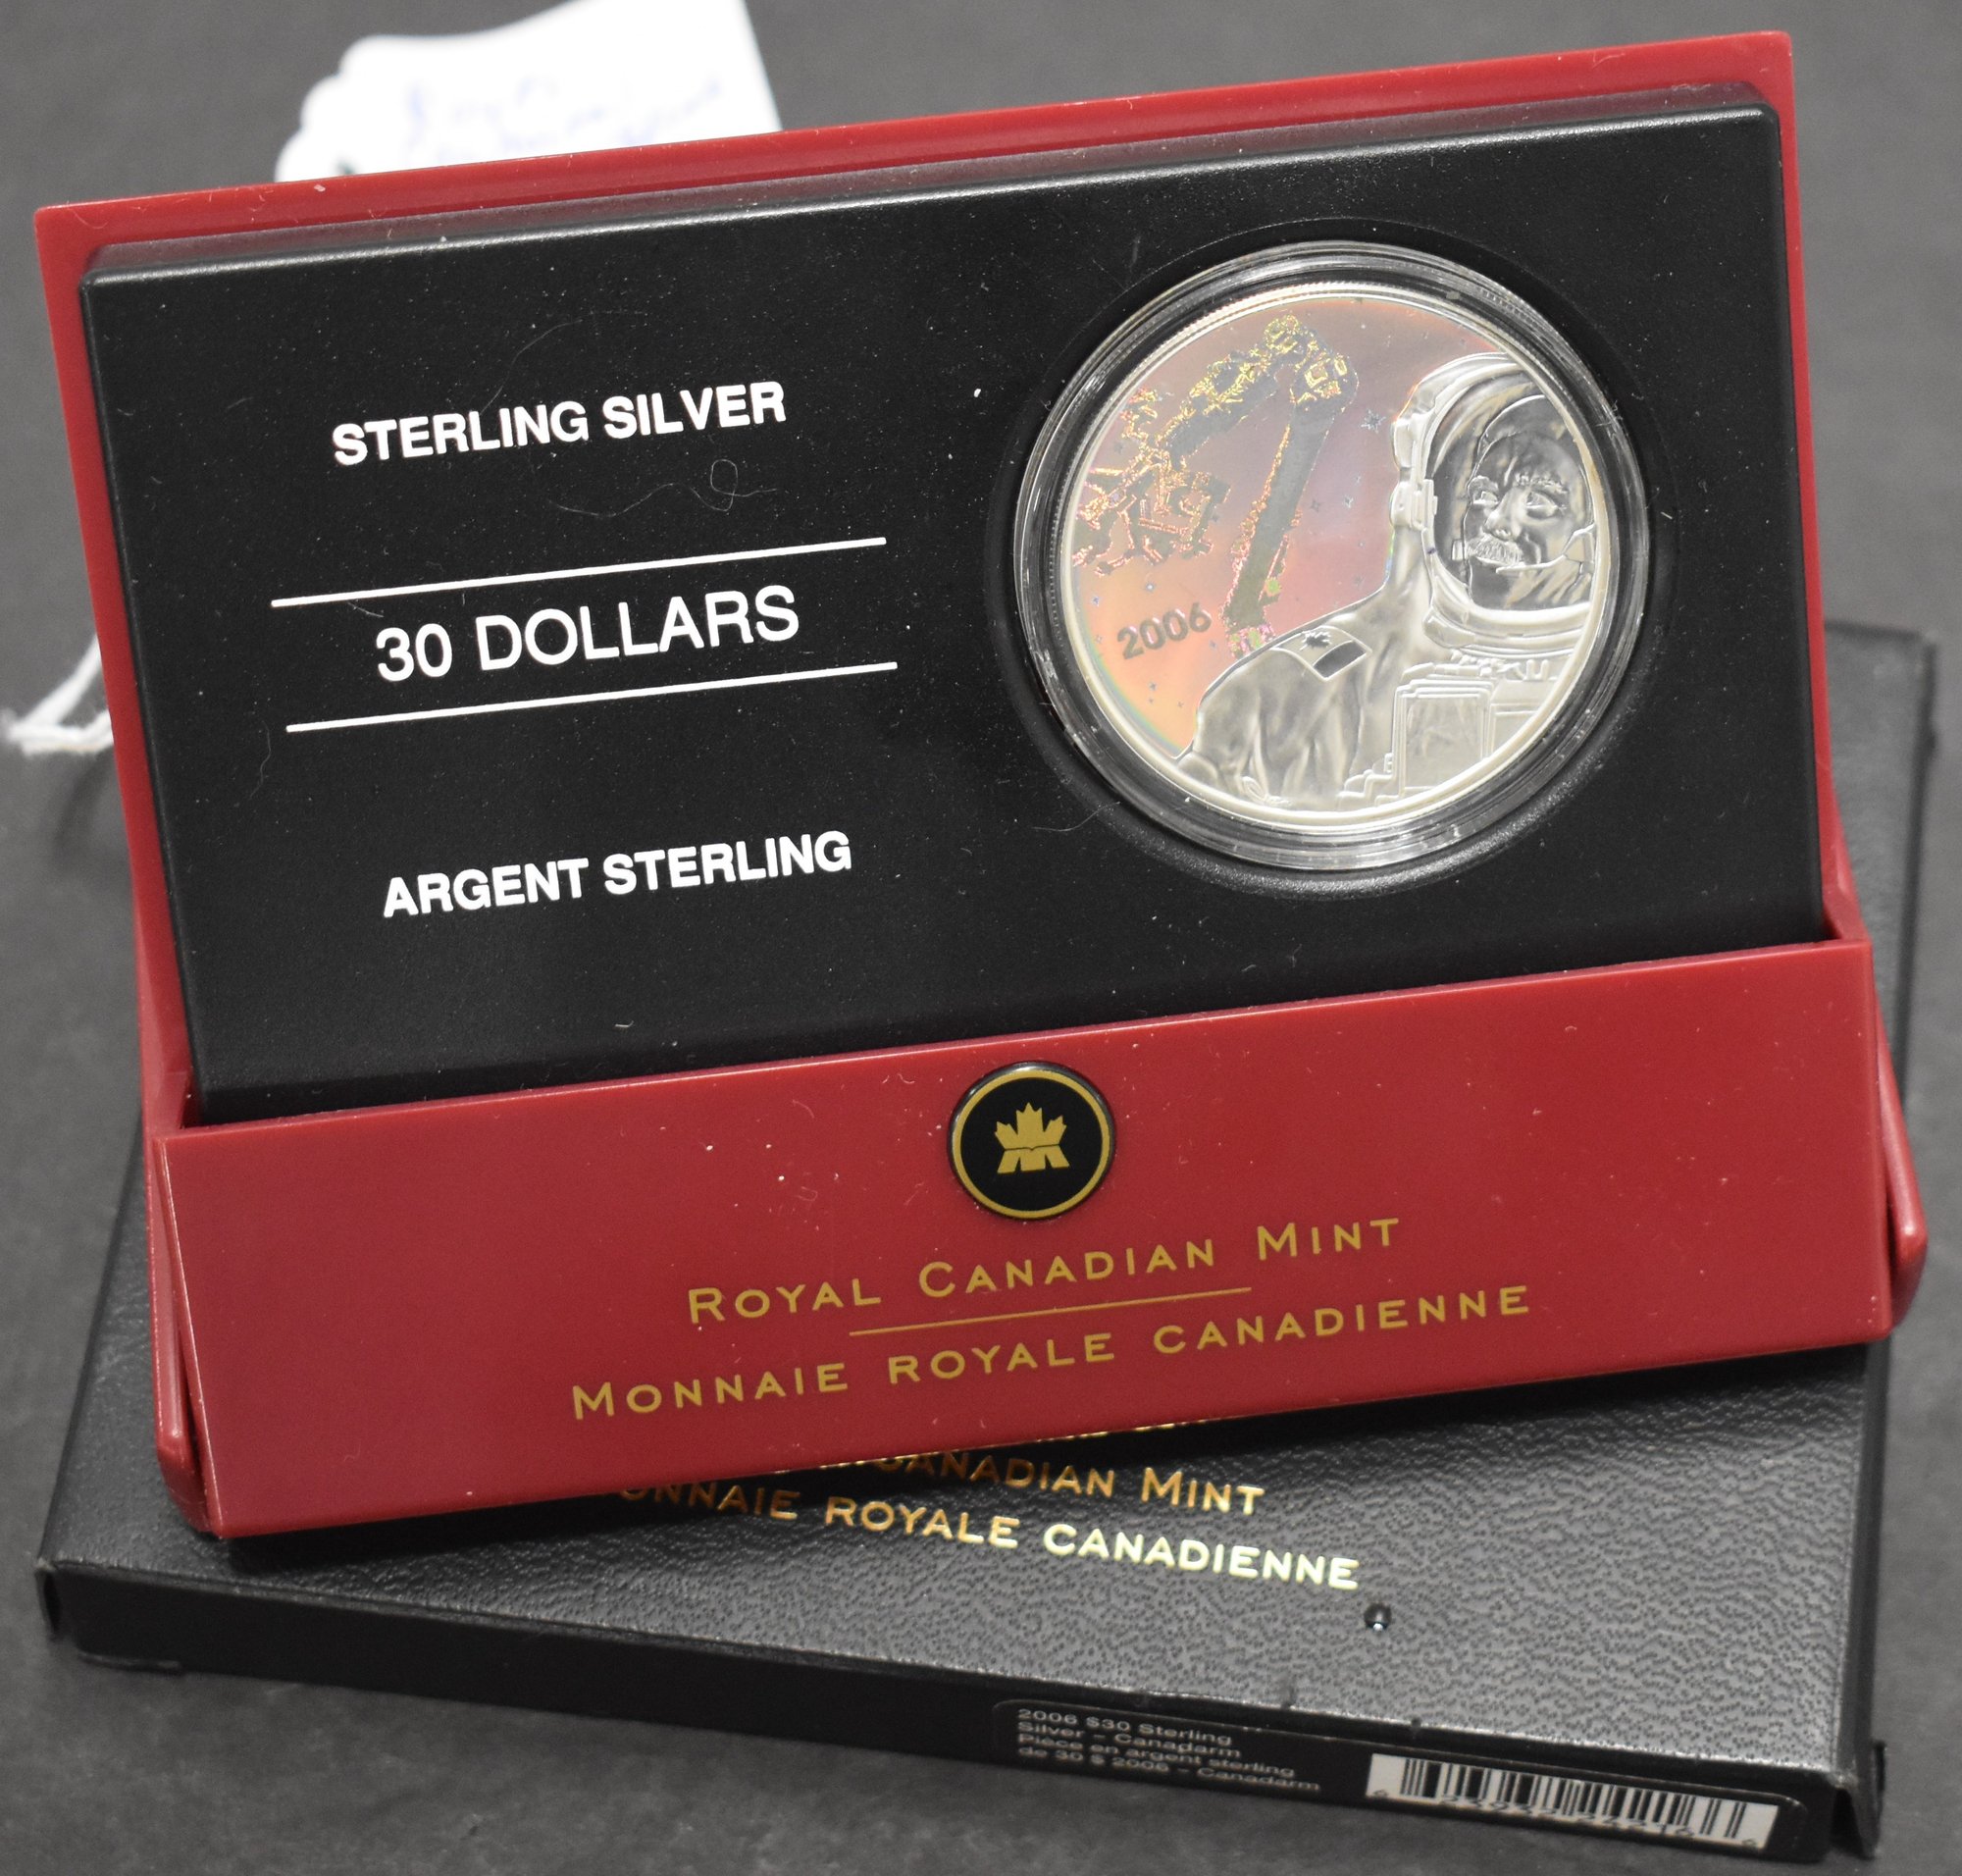 STERLING SILVER
30 DOLLARS
ARGENT STERLING
2006
ROYAL CANADIAN MINT
MONNAIE ROYALE CANADIENNE
CANADIAN MINT
ROYALE CANADIENNE
2006 $30 Sterling
Silver - Canadarm
Pièce en argent sterling
de 30 $ 2006 - Canadarm